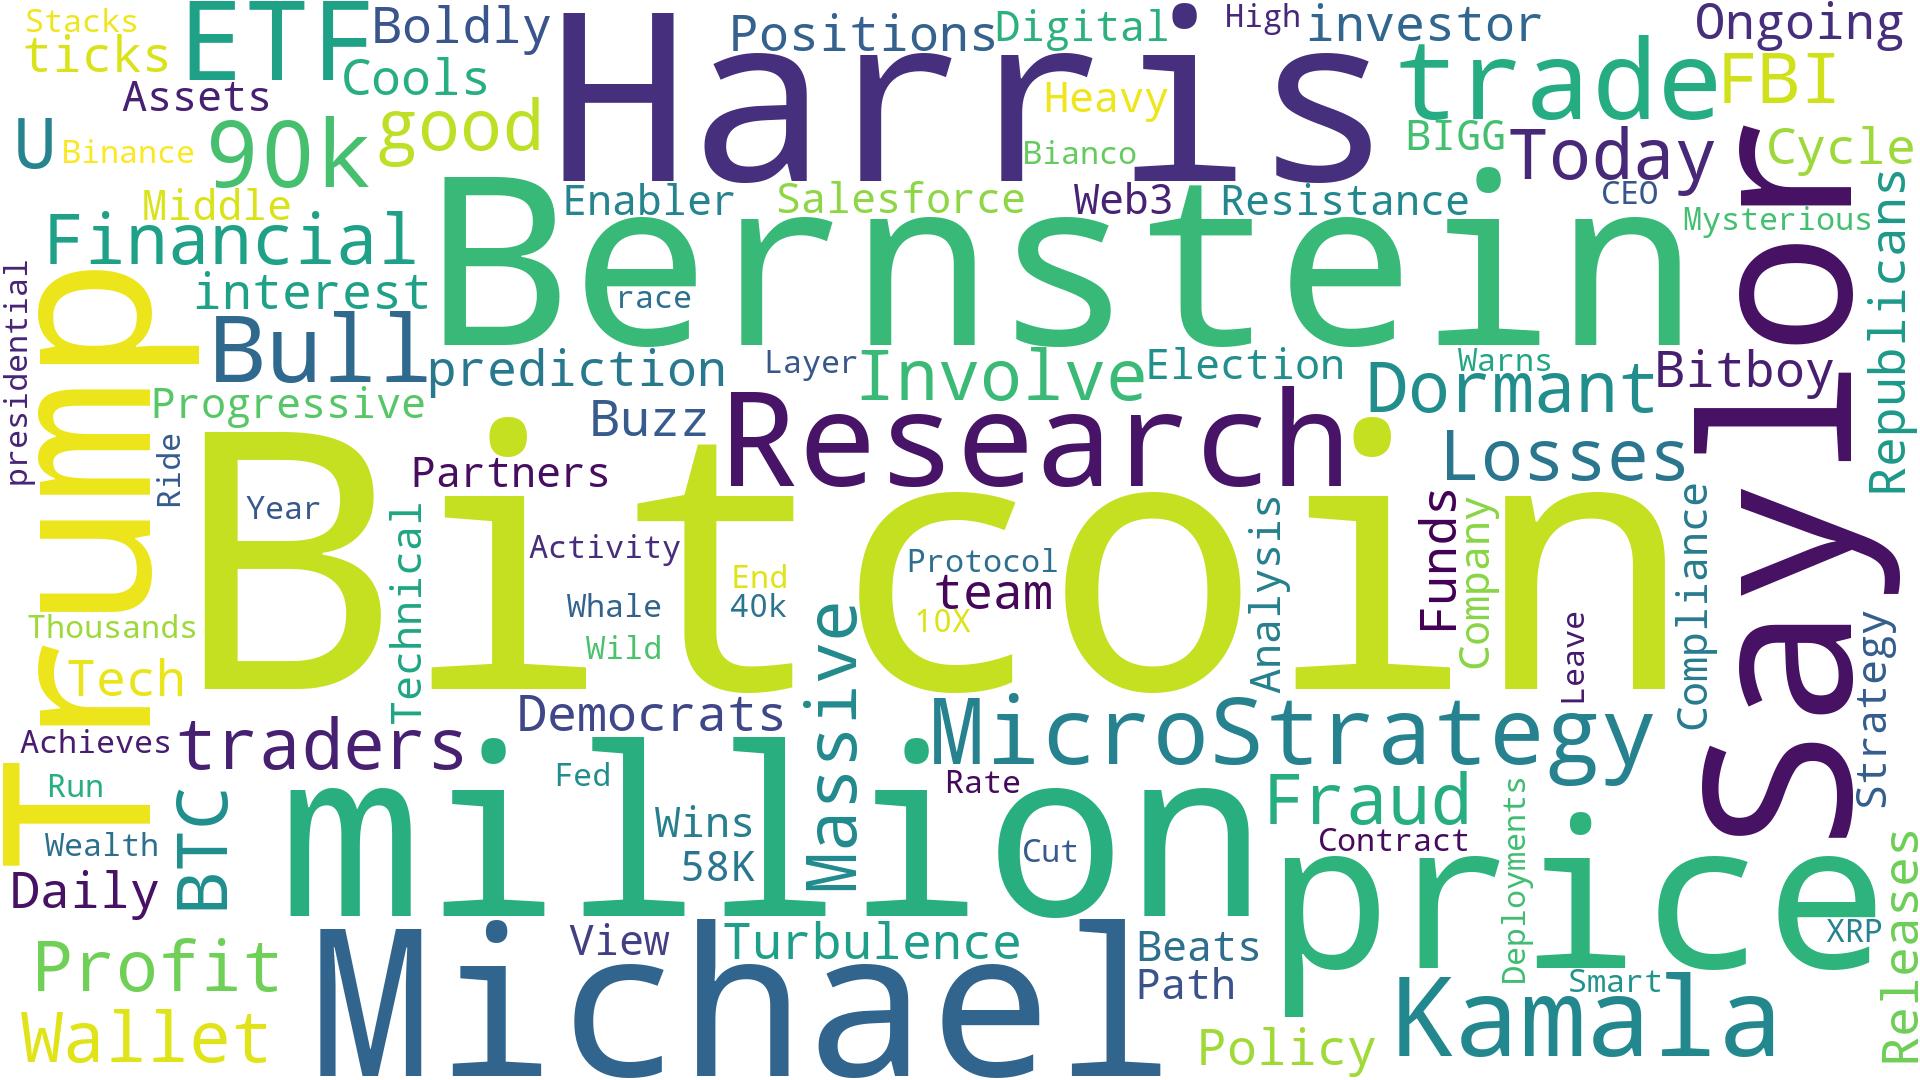 Stacks
ticks
ETF
Boldly
Cools
Assets
Harris
Positions
Digital
High
investor
Ongoing
trade
FBI
Heavy
U
Binance
90k
good
Bianco
BIGG
Today
Cycle
Middle
Financial
Enabler
Salesforce
Web3
Resistance
CEO
Mysterious
Bernstein
Saylor
Republicans
presidential
Trump
interest
race
Bull
prediction
Layer
Involve
Election
Warns
Dormant
Bitboy
Progressive
Buzz
Research
Losses
Ride
Partners
Bitcoin
Year
Technical
Activity
End
40k
Whale
Wild
Protocol
team
10X
Analysis
Funds
Company
Compliance
Leave
Strategy
Thousands
Tech
Massive
Democrats
MicroStrategy
Achieves
traders
Run
Fed
Rate
million
Wealth
Wins
58K
Cut
Fraud
Contract
Deployments
price
Daily
BTC
Releases
Profit
Michael
View
Turbulence
Beats
Path
XRP
Smart
Kamala
Wallet
Policy